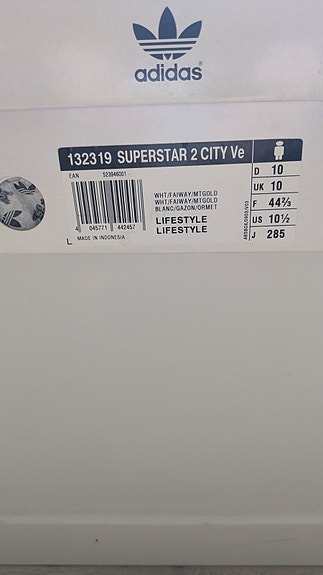 adidas
132319 SUPERSTAR 2 CITY Ve
EAN 523946001
WHT/FAIWAY/MTGOLD
WHT/FAIWAY/MTGOLD
BLANC/GAZON/ORMET
LIFESTYLE
LIFESTYLE
4 045771 442457
L MADE IN INDONESIA
D 10
UK 10
F 44⅔
US 10½
J 285